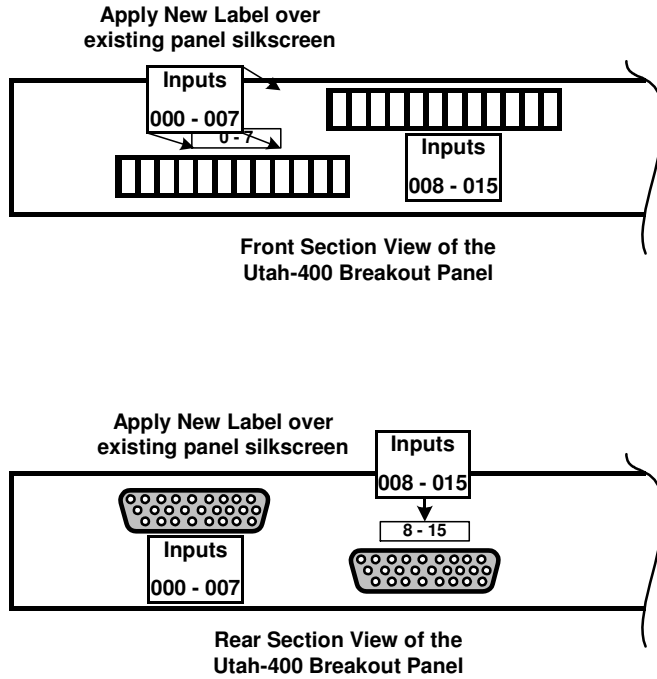 Apply New Label over
existing panel silkscreen
Inputs
000 - 007
0 - 7
Inputs
008 - 015
Front Section View of the
Utah-400 Breakout Panel
Apply New Label over
existing panel silkscreen
Inputs
008 - 015
8 - 15
Inputs
000 - 007
Rear Section View of the
Utah-400 Breakout Panel